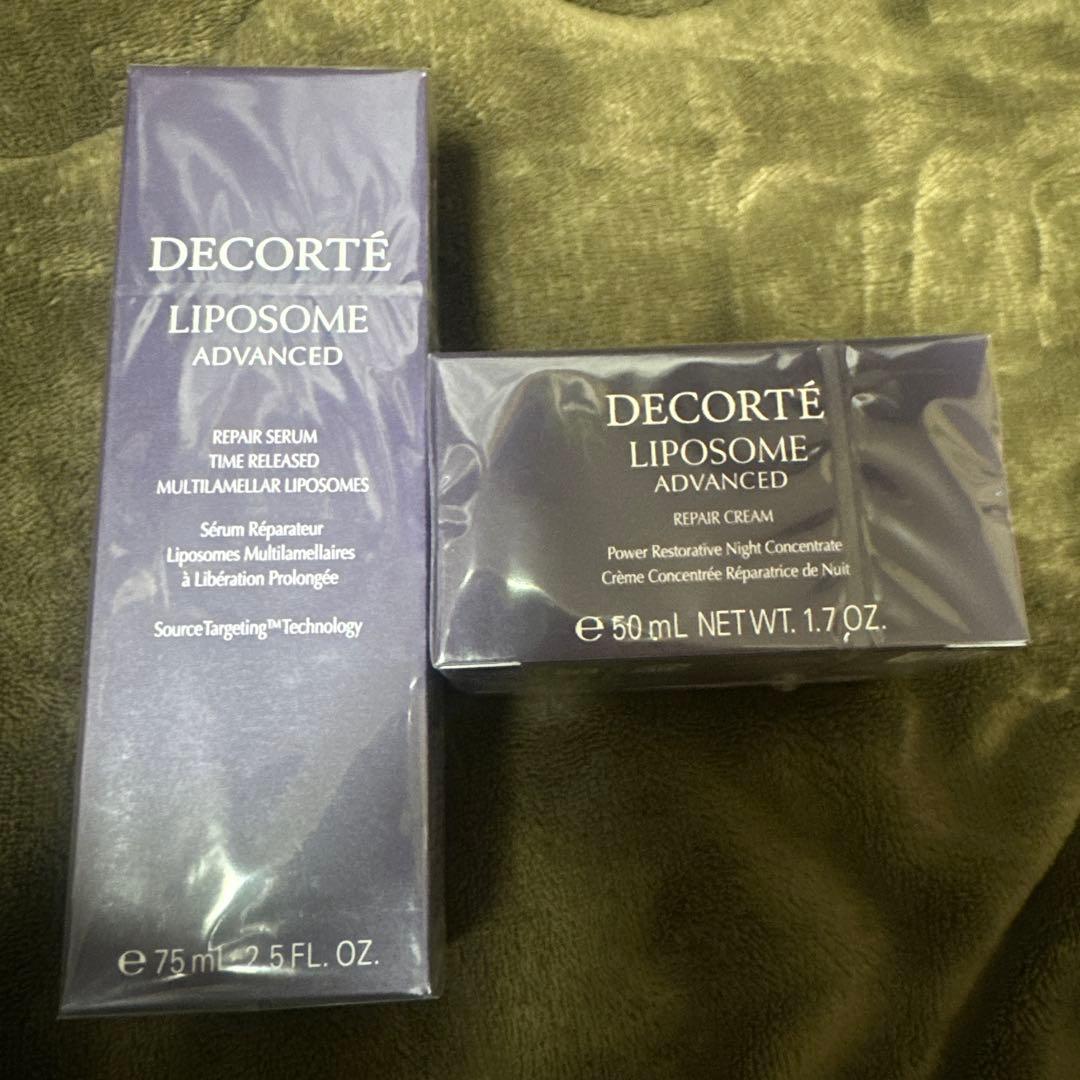 DECORTÉ
LIPOSOME
ADVANCED
REPAIR SERUM
TIME RELEASED
MULTILAMELLAR LIPOSOMES
Sérum Réparateur
Liposomes Multilamellaires
à Libération Prolongée
SourceTargeting™Technology
℮ 75 mL 2.5 FL. OZ.
DECORTÉ
LIPOSOME
ADVANCED
REPAIR CREAM
Power Restorative Night Concentrate
Crème Concentrée Réparatrice de Nuit
℮ 50 mL NET WT. 1.7 OZ.